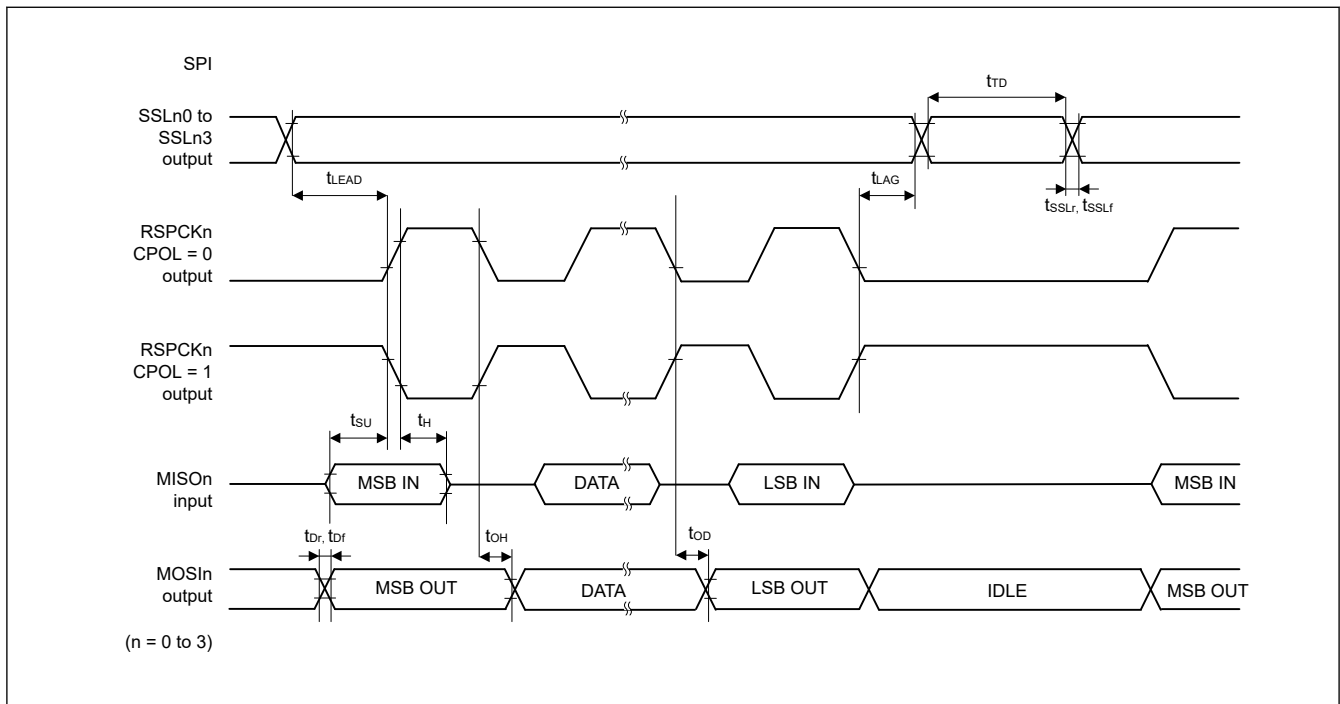 SPI
SSLn0 to
SSLn3
output
tTD
tLEAD
tLAG
tSSLr, tSSLf
RSPCKn
CPOL = 0
output
RSPCKn
CPOL = 1
output
tSU
tH
MISOn
input
MSB IN
DATA
LSB IN
MSB IN
tDr, tDf
tOH
tOD
MOSIn
output
MSB OUT
DATA
LSB OUT
IDLE
MSB OUT
(n = 0 to 3)